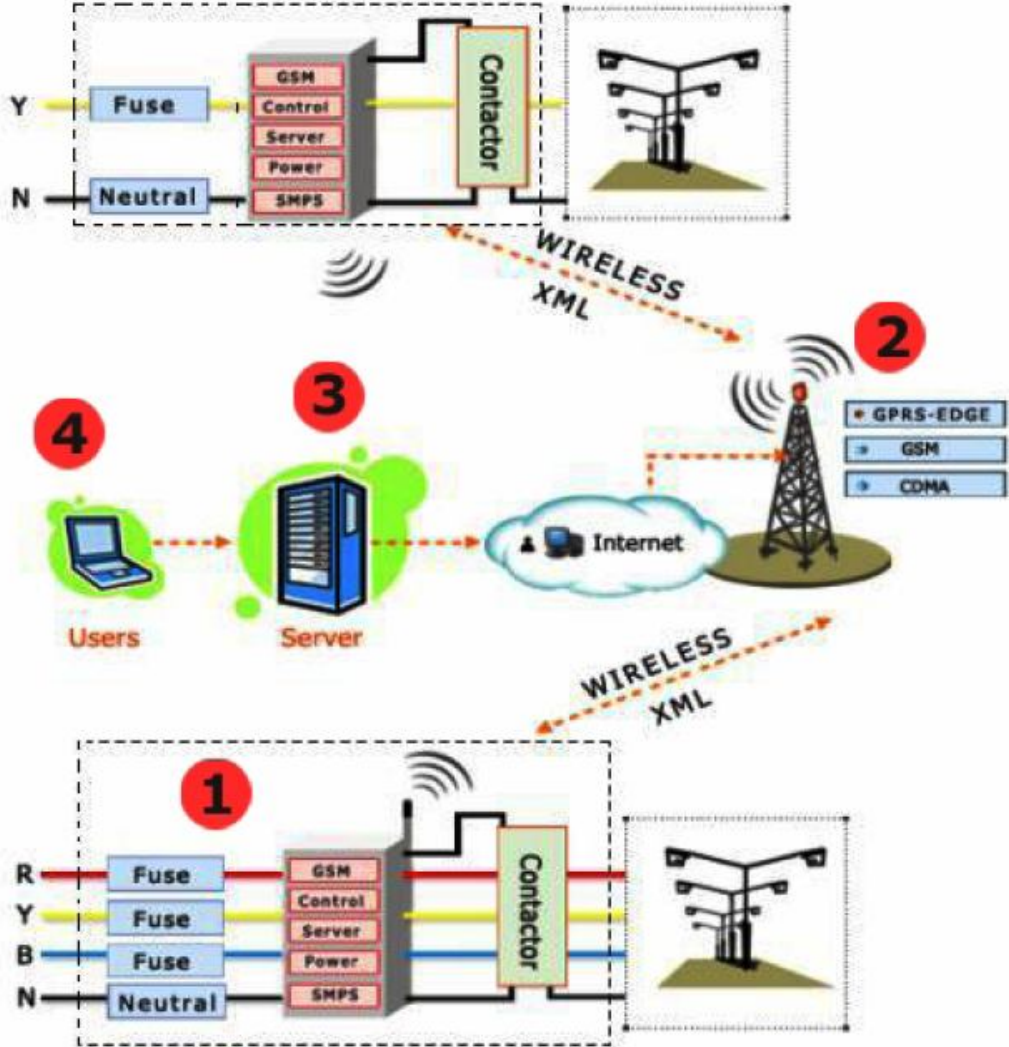 GSM
Y Fuse Control
Server
Power
N Neutral SMPS
Contactor
WIRELESS
XML
2
3
4
GPRS-EDGE
GSM
CDMA
Internet
Users
Server
WIRELESS
XML
1
R Fuse GSM
Control
Y Fuse Server
B Fuse Power
N Neutral SMPS
Contactor